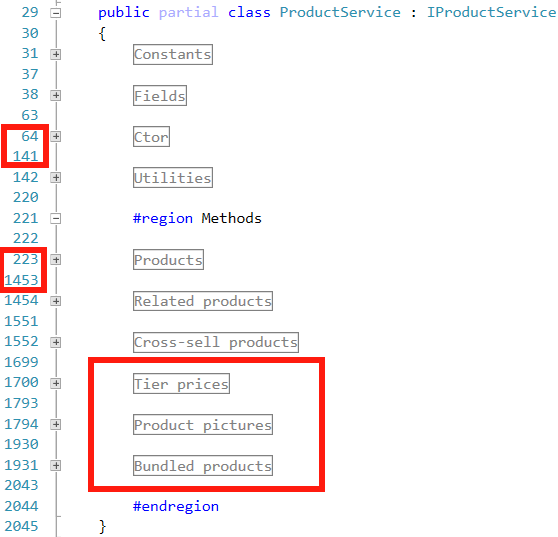 29 public partial class ProductService : IProductService
30 {
31 Constants
37
38 Fields
63
64 Ctor
141
142 Utilities
220
221 #region Methods
222
223 Products
1453
1454 Related products
1551
1552 Cross-sell products
1699
1700 Tier prices
1793
1794 Product pictures
1930
1931 Bundled products
2043
2044 #endregion
2045 }